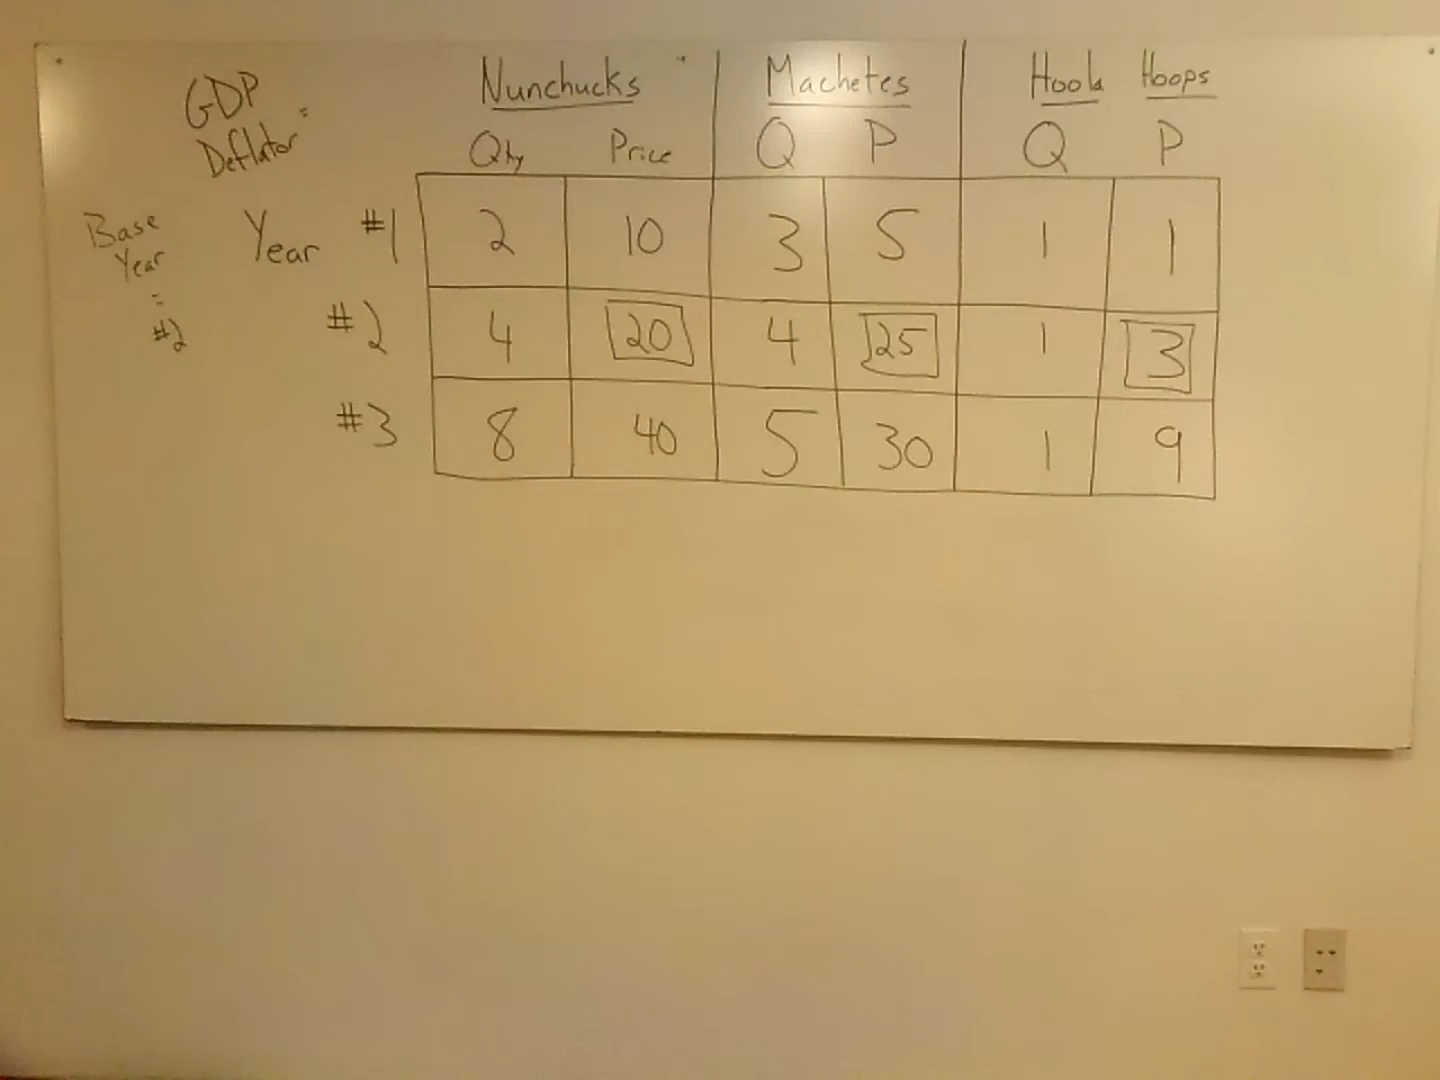 GDP
Deflator =
Nunchucks Machetes Hoola Hoops
Qty Price Q P Q P
Base
Year
=
#2
Year #1 2 10 3 5 1 1
#2 4 20 4 25 1 3
#3 8 40 5 30 1 9